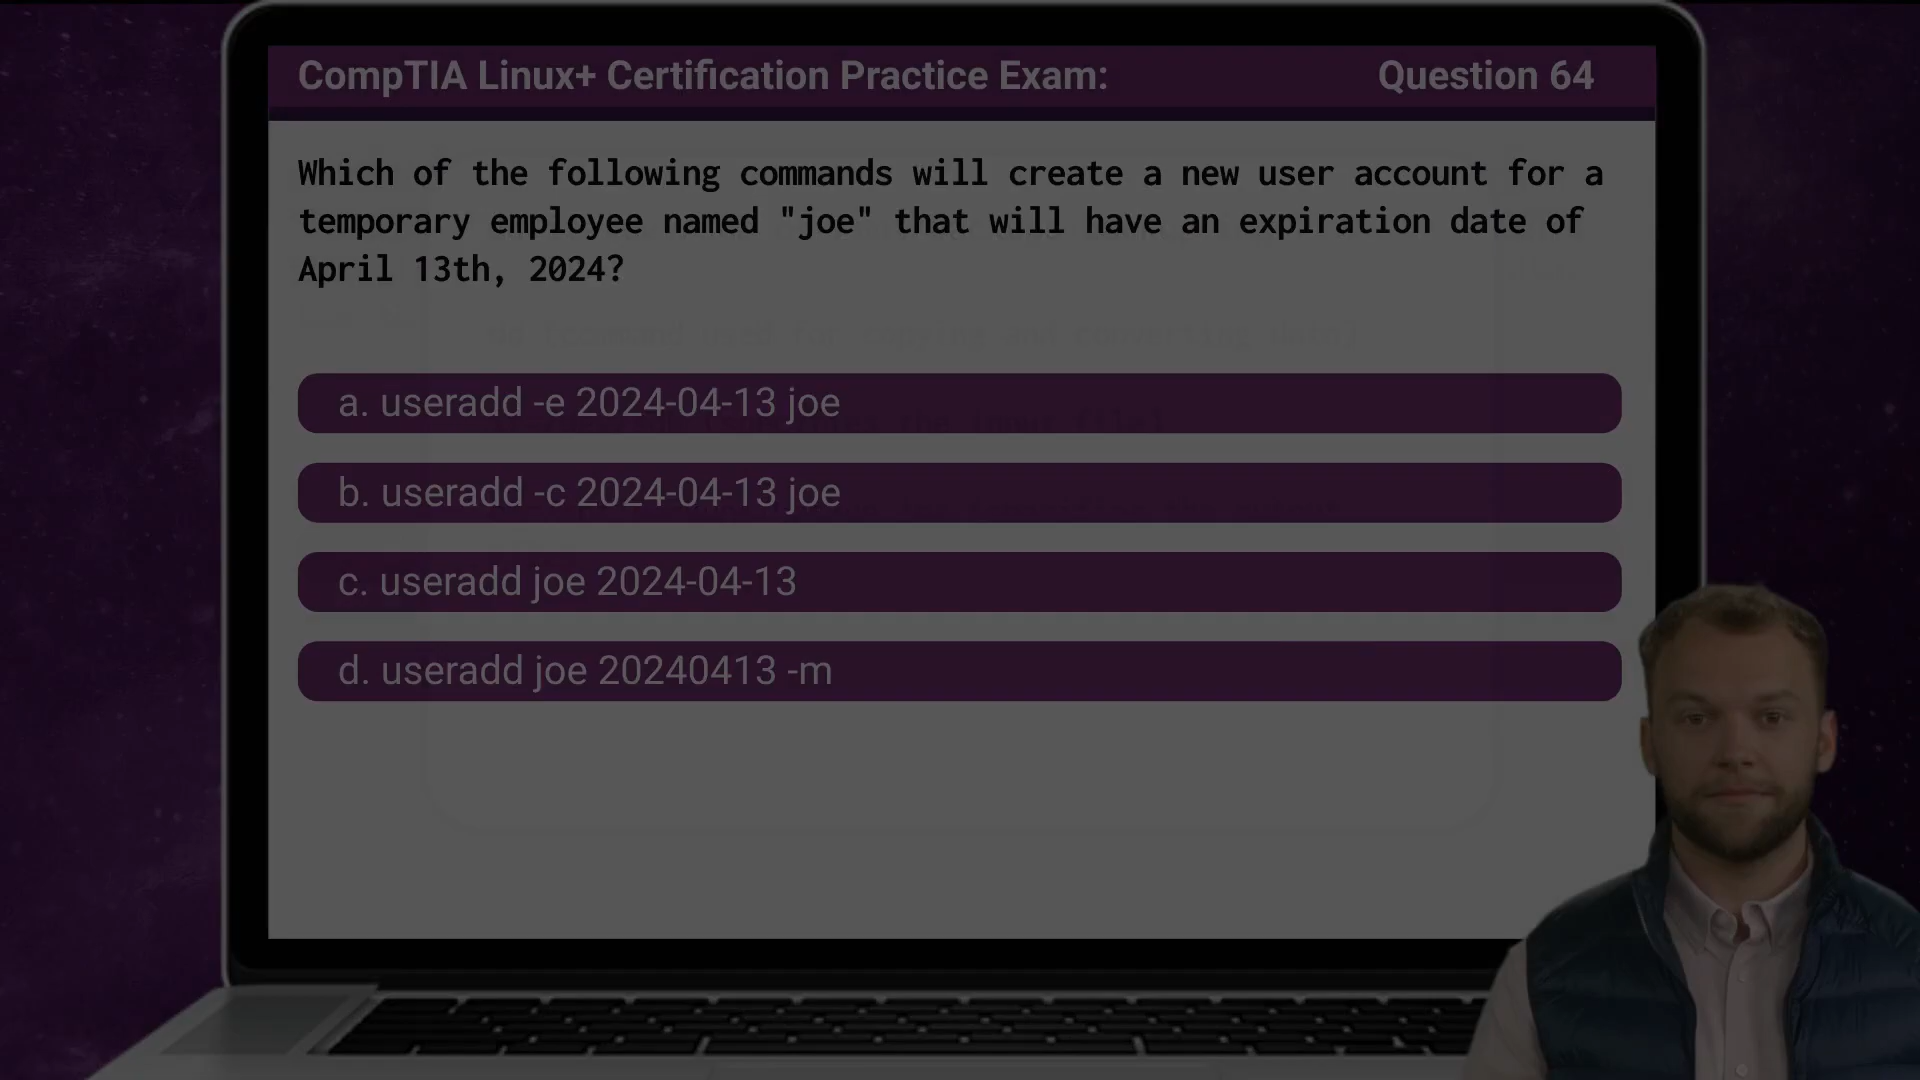 CompTIA Linux+ Certification Practice Exam: Question 64
Which of the following commands will create a new user account for a
temporary employee named "joe" that will have an expiration date of
April 13th, 2024?
a. useradd -e 2024-04-13 joe
b. useradd -c 2024-04-13 joe
c. useradd joe 2024-04-13
d. useradd joe 20240413 -m